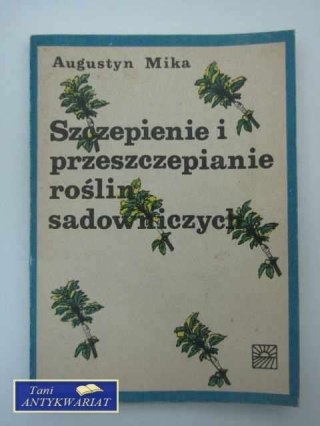 Augustyn Mika
Szczepienie i
przeszczepianie
roślin
sadowniczych
Tani
ANTYKWARIAT